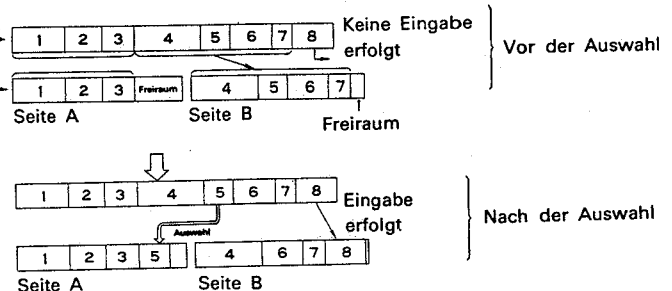 1 2 3 4 5 6 7 8 Keine Eingabe
erfolgt
Vor der Auswahl
1 2 3 Freiraum 4 5 6 7
Seite A Seite B
Freiraum
1 2 3 4 5 6 7 8 Eingabe
erfolgt
Nach der Auswahl
Auswahl
1 2 3 5 4 6 7 8
Seite A Seite B